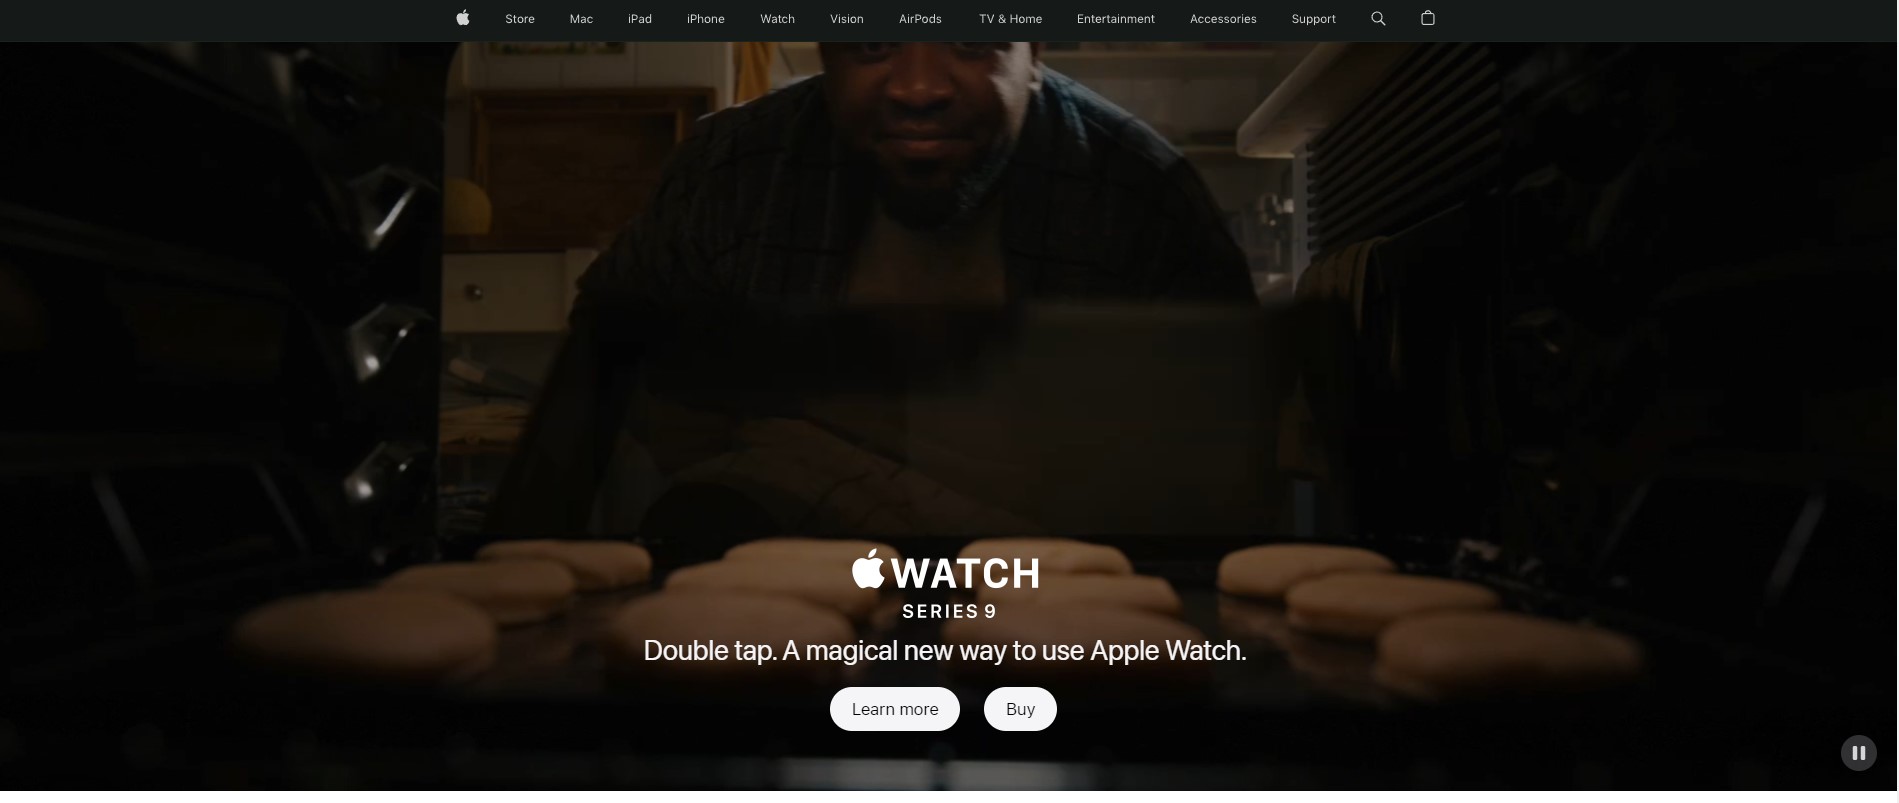 Store Mac iPad iPhone Watch Vision AirPods TV & Home Entertainment Accessories Support
WATCH
SERIES 9
Double tap. A magical new way to use Apple Watch.
Learn more Buy